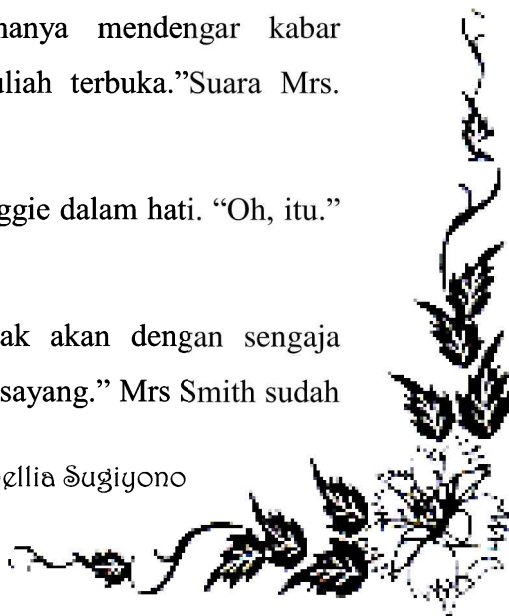 hanya mendengar kabar
uliah terbuka.”Suara Mrs.
ggie dalam hati. “Oh, itu.”
ak akan dengan sengaja
sayang.” Mrs Smith sudah
ellia Sugiyono